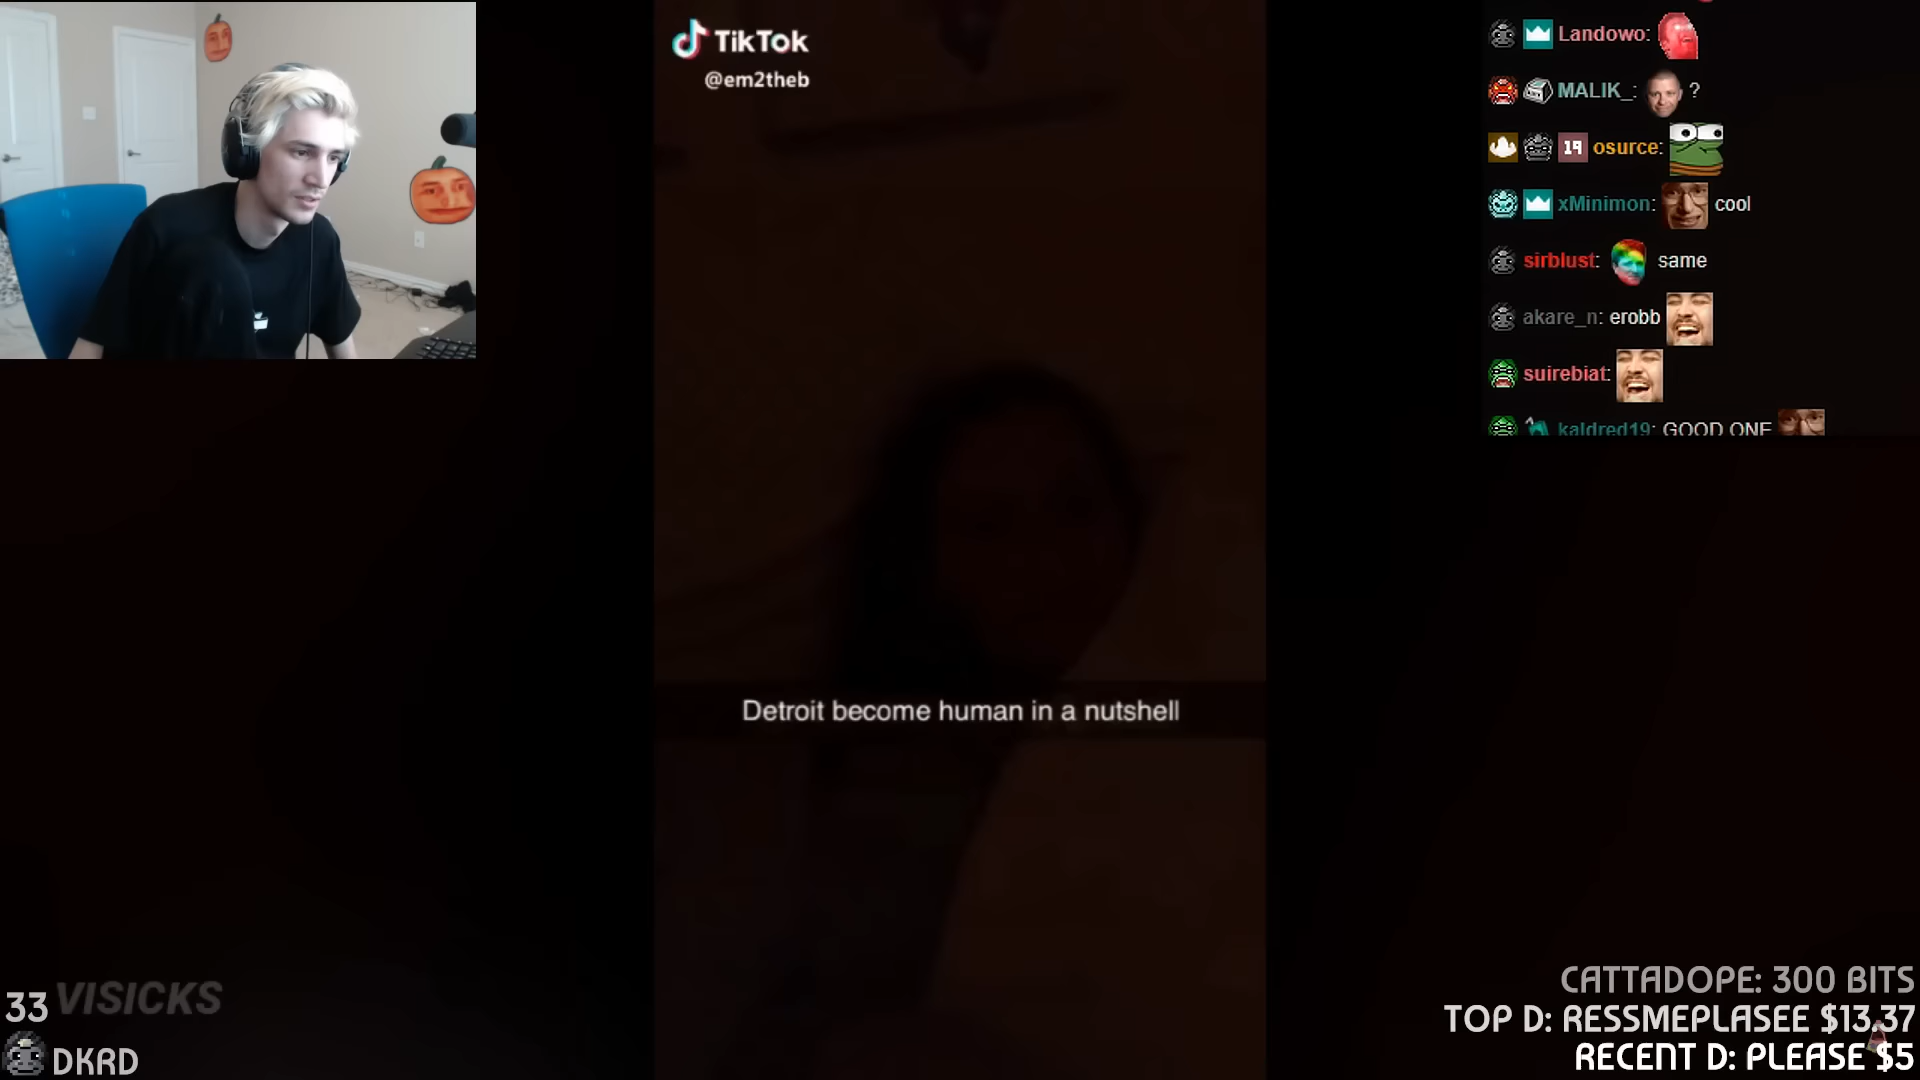 TikTok
@em2theb
Landowo:
MALIK_: ?
19 osurce:
xMinimon: cool
sirblust: same
akare_n: erobb
suirebiat:
kaldred19: GOOD ONE
Detroit become human in a nutshell
33 VISICKS
DKRD
CATTADOPE: 300 BITS
TOP D: RESSMEPLASEE $13.37
RECENT D: PLEASE $5